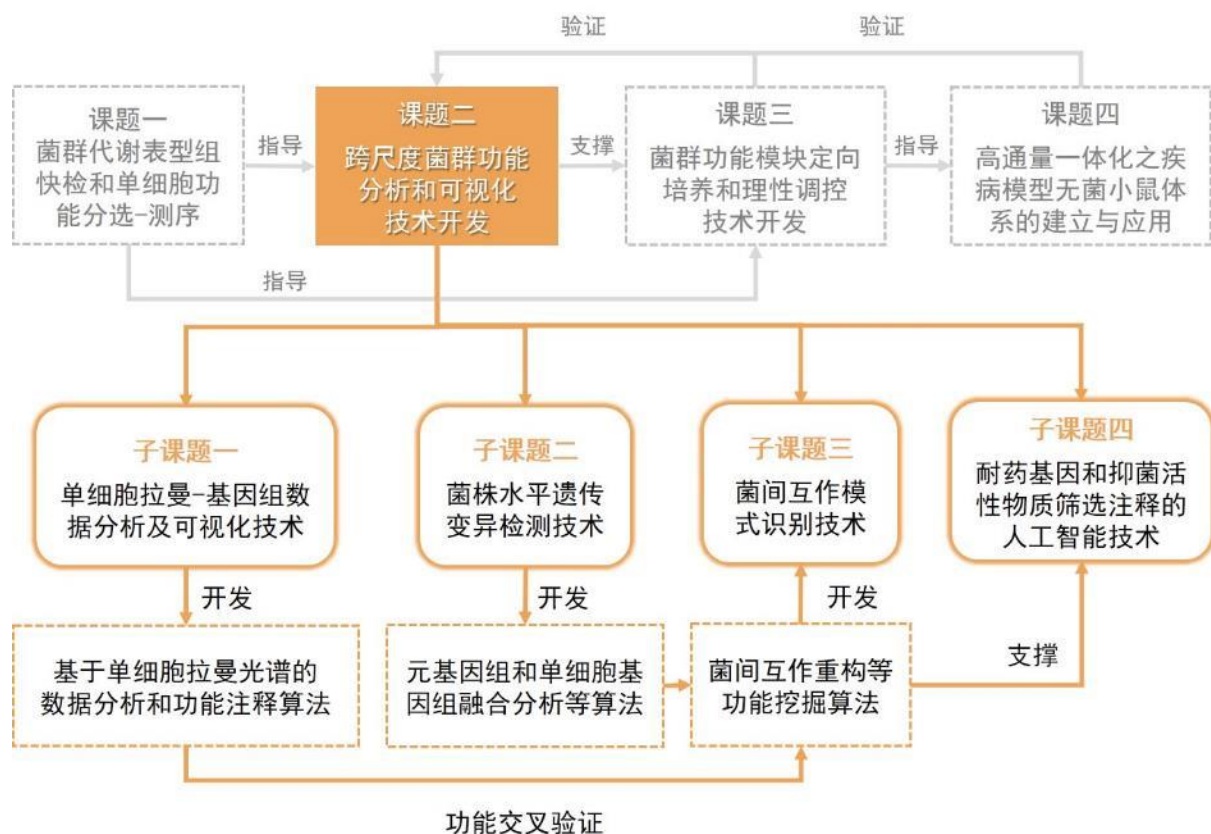 验证
验证
课题一
菌群代谢表型组
快检和单细胞功
能分选-测序
指导
课题二
跨尺度菌群功能
分析和可视化
技术开发
支撑
课题三
菌群功能模块定向
培养和理性调控
技术开发
指导
课题四
高通量一体化之疾
病模型无菌小鼠体
系的建立与应用
指导
子课题一
单细胞拉曼-基因组数
据分析及可视化技术
子课题二
菌株水平遗传
变异检测技术
子课题三
菌间互作模
式识别技术
子课题四
耐药基因和抑菌活
性物质筛选注释的
人工智能技术
开发
开发
开发
支撑
基于单细胞拉曼光谱的
数据分析和功能注释算法
元基因组和单细胞基
因组融合分析等算法
菌间互作重构等
功能挖掘算法
功能交叉验证